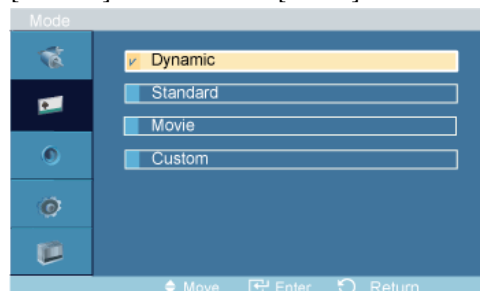 Mode
Dynamic
Standard
Movie
Custom
Move Enter Return